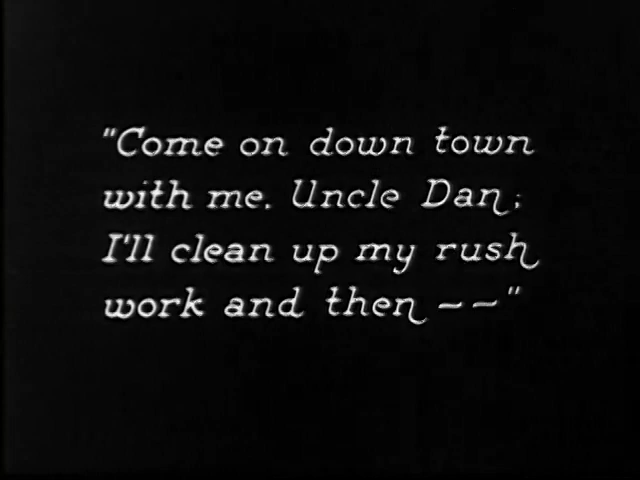 "Come on down town
with me, Uncle Dan;
I'll clean up my rush
work and then — —"